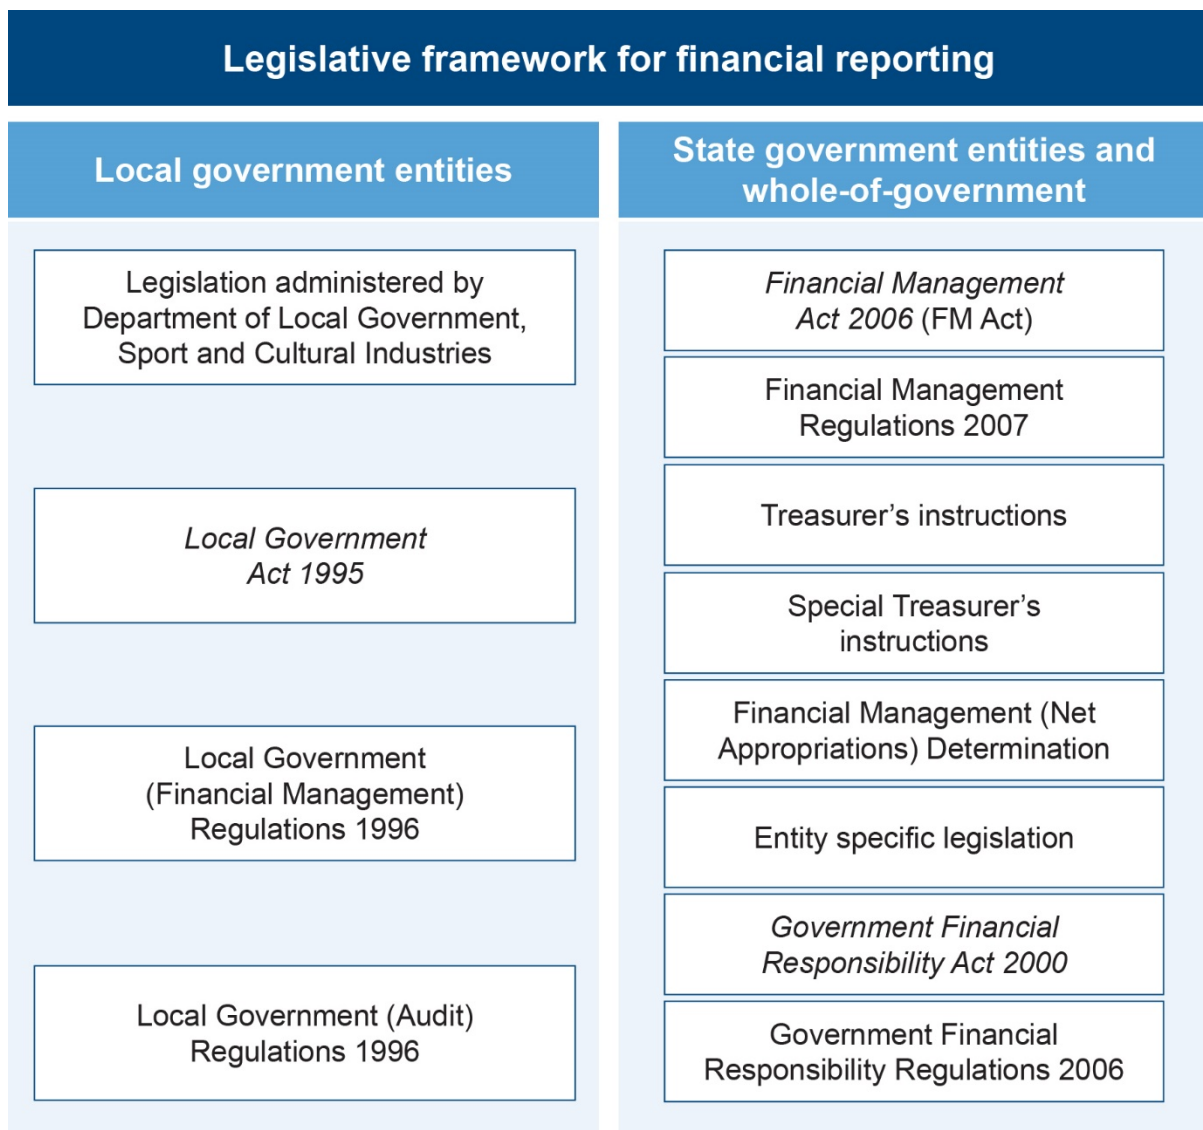 Legislative framework for financial reporting
Local government entities
Legislation administered by
Department of Local Government,
Sport and Cultural Industries
Local Government
Act 1995
Local Government
(Financial Management)
Regulations 1996
Local Government (Audit)
Regulations 1996
State government entities and
whole-of-government
Financial Management
Act 2006 (FM Act)
Financial Management
Regulations 2007
Treasurer’s instructions
Special Treasurer’s
instructions
Financial Management (Net
Appropriations) Determination
Entity specific legislation
Government Financial
Responsibility Act 2000
Government Financial
Responsibility Regulations 2006